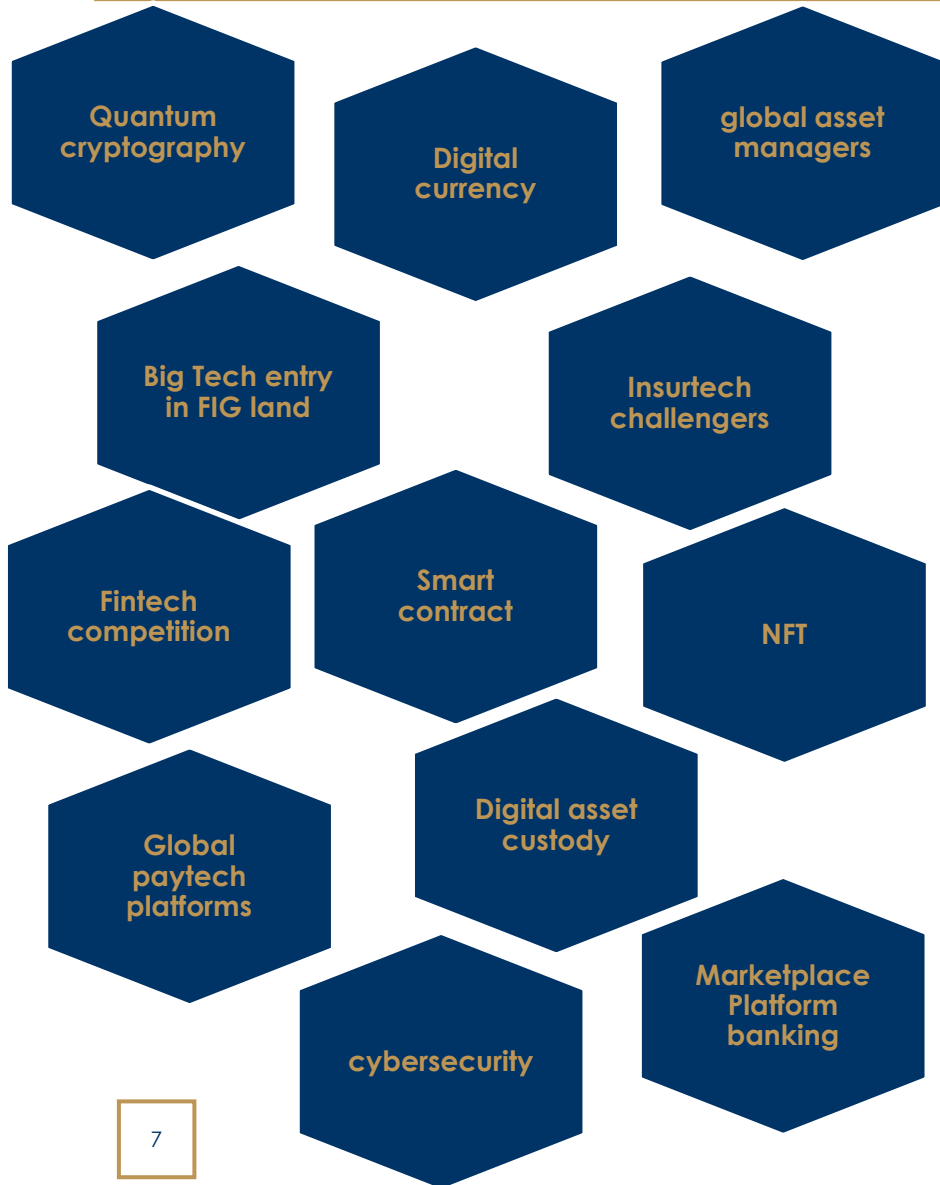 Quantum
cryptography
Digital
currency
global asset
managers
Big Tech entry
in FIG land
Insurtech
challengers
Fintech
competition
Smart
contract
NFT
Global
paytech
platforms
Digital asset
custody
Marketplace
Platform
banking
cybersecurity
7